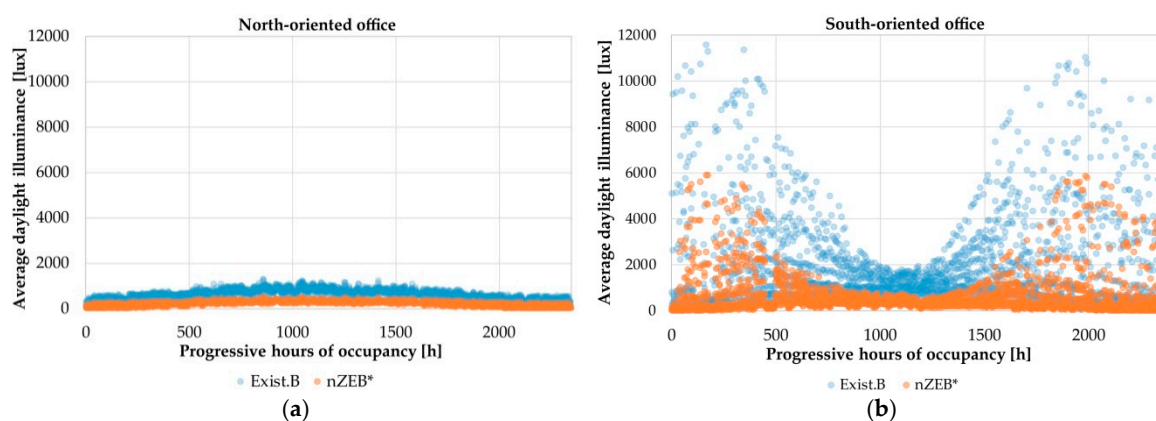 North-oriented office
12000
10000
8000
6000
4000
2000
0
Average daylight illuminance [lux]
0 500 1000 1500 2000
Progressive hours of occupancy [h]
Exist.B nZEB*
(a)
South-oriented office
12000
10000
8000
6000
4000
2000
0
Average daylight illuminance [lux]
0 500 1000 1500 2000
Progressive hours of occupancy [h]
Exist.B nZEB*
(b)